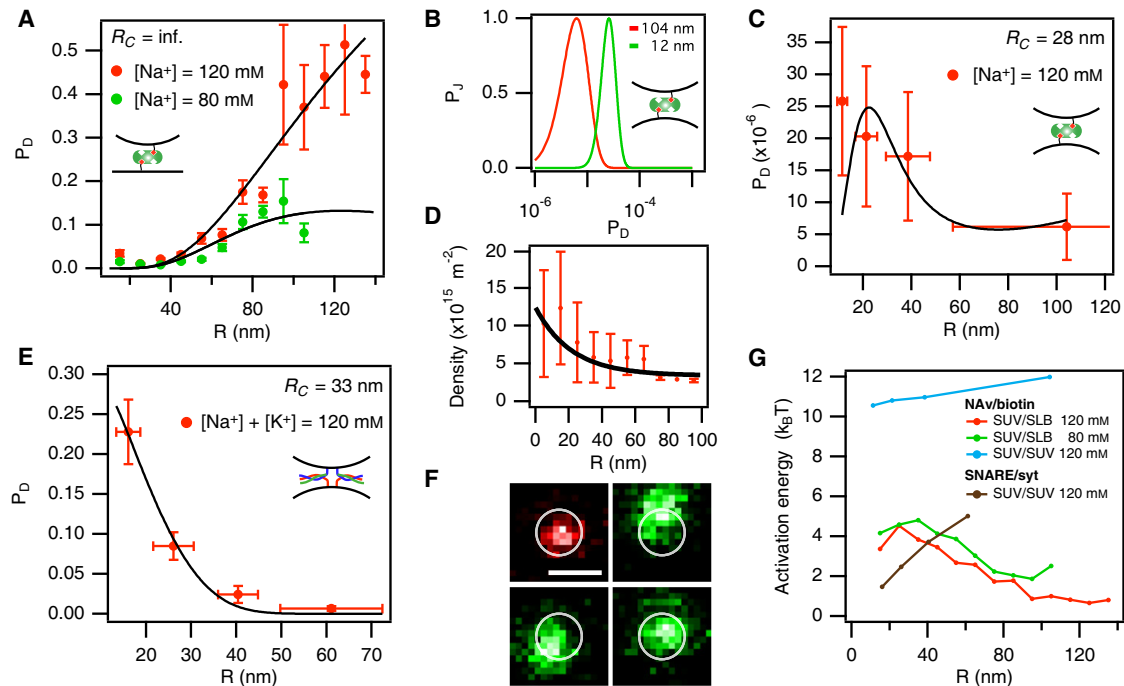 A
R_C = inf.
[Na⁺] = 120 mM
[Na⁺] = 80 mM
P_D
0.5
0.4
0.3
0.2
0.1
0.0
40 80 120
R (nm)
B
104 nm
12 nm
P_J
1.0
0.5
0.0
10⁻⁶ 10⁻⁴
P_D
C
R_C = 28 nm
[Na⁺] = 120 mM
P_D (x10⁻⁶)
35
30
25
20
15
10
5
0
20 40 60 80 100 120
R (nm)
D
Density (x10¹⁵ m⁻²)
20
15
10
5
0
0 20 40 60 80 100
R (nm)
E
R_C = 33 nm
[Na⁺] + [K⁺] = 120 mM
P_D
0.30
0.25
0.20
0.15
0.10
0.05
0.00
20 30 40 50 60 70
R (nm)
F
G
Activation energy (k_BT)
12
10
8
6
4
2
0
NAv/biotin
SUV/SLB 120 mM
SUV/SLB 80 mM
SUV/SUV 120 mM
SNARE/syt
SUV/SUV 120 mM
0 40 80 120
R (nm)